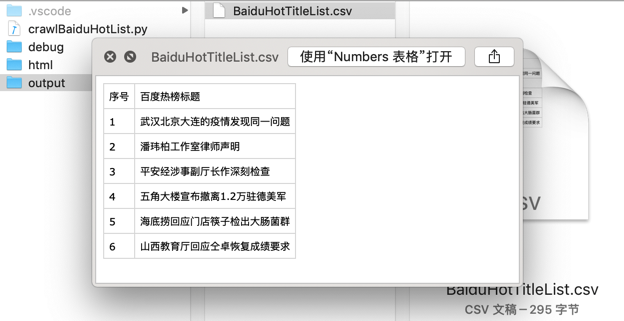 .vscode
crawlBaiduHotList.py
debug
html
output
BaiduHotTitleList.csv
BaiduHotTitleList.csv
使用“Numbers 表格”打开
序号 百度热榜标题
1 武汉北京大连的疫情发现同一问题
2 潘玮柏工作室律师声明
3 平安经涉事副厅长作深刻检查
4 五角大楼宣布撤离1.2万驻德美军
5 海底捞回应门店筷子检出大肠菌群
6 山西教育厅回应仝卓恢复成绩要求
BaiduHotTitleList.csv
CSV 文稿 – 295 字节